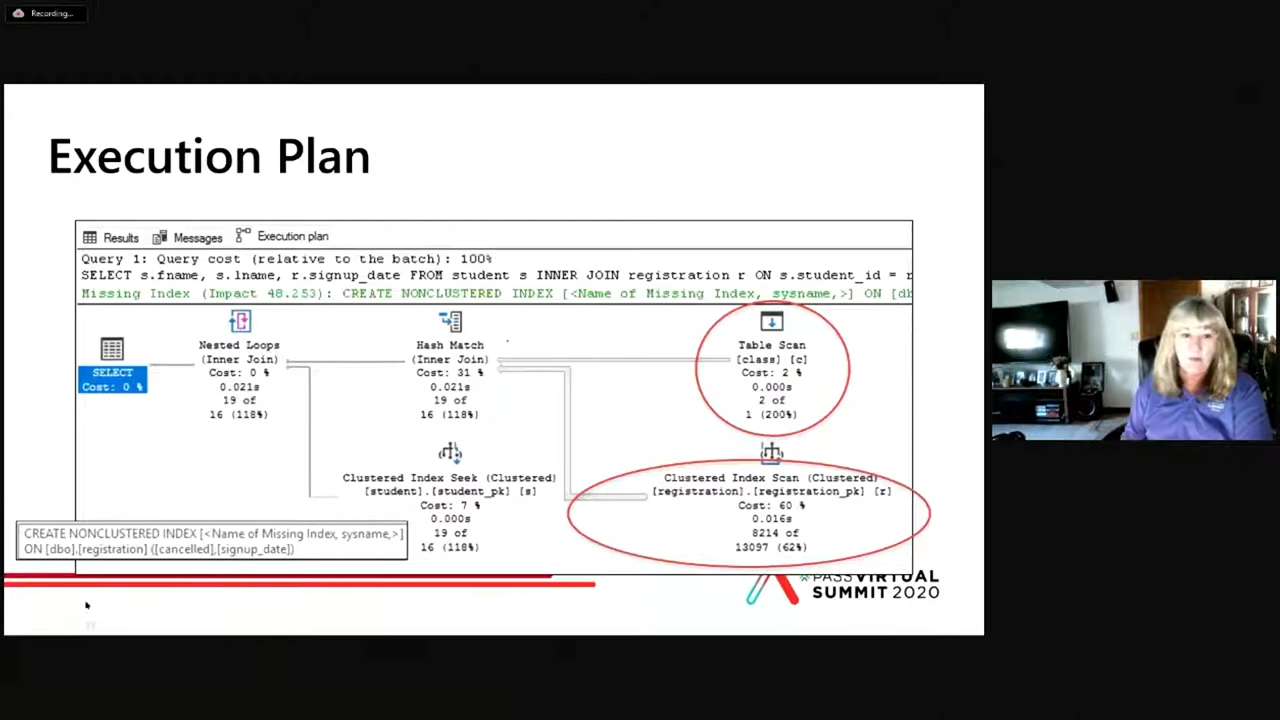 Recording...
Execution Plan
Results Messages Execution plan
Query 1: Query cost (relative to the batch): 100%
SELECT s.fname, s.lname, r.signup_date FROM student s INNER JOIN registration r ON s.student_id = r
Missing Index (Impact 48.253): CREATE NONCLUSTERED INDEX [<Name of Missing Index, sysname,>] ON [db
SELECT
Cost: 0 %
Nested Loops
(Inner Join)
Cost: 0 %
0.021s
19 of
16 (118%)
Hash Match
(Inner Join)
Cost: 31 %
0.021s
19 of
16 (118%)
Table Scan
[class] [c]
Cost: 2 %
0.000s
2 of
1 (200%)
Clustered Index Seek (Clustered)
[student].[student_pk] [s]
Cost: 7 %
0.000s
19 of
16 (118%)
Clustered Index Scan (Clustered)
[registration].[registration_pk] [r]
Cost: 60 %
0.016s
8214 of
13097 (62%)
CREATE NONCLUSTERED INDEX [<Name of Missing Index, sysname,>]
ON [dbo].[registration] ([cancelled],[signup_date])
PASS VIRTUAL
SUMMIT 2020